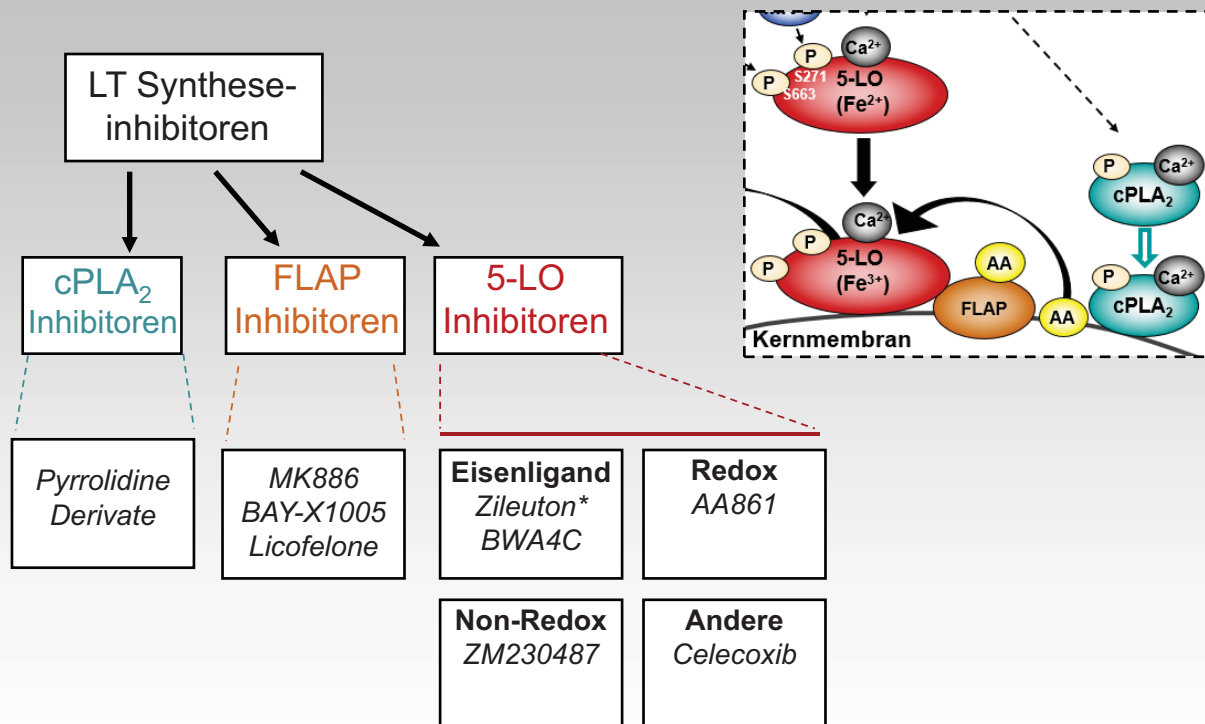 LT Synthese-
inhibitoren
cPLA₂
Inhibitoren
FLAP
Inhibitoren
5-LO
Inhibitoren
Pyrrolidine
Derivate
MK886
BAY-X1005
Licofelone
Eisenligand
Zileuton*
BWA4C
Redox
AA861
Non-Redox
ZM230487
Andere
Celecoxib
P
Ca²⁺
P
S271
S663
5-LO
(Fe²⁺)
P
Ca²⁺
cPLA₂
Ca²⁺
P
P
5-LO
(Fe³⁺)
AA
FLAP
AA
P
Ca²⁺
cPLA₂
Kernmembran